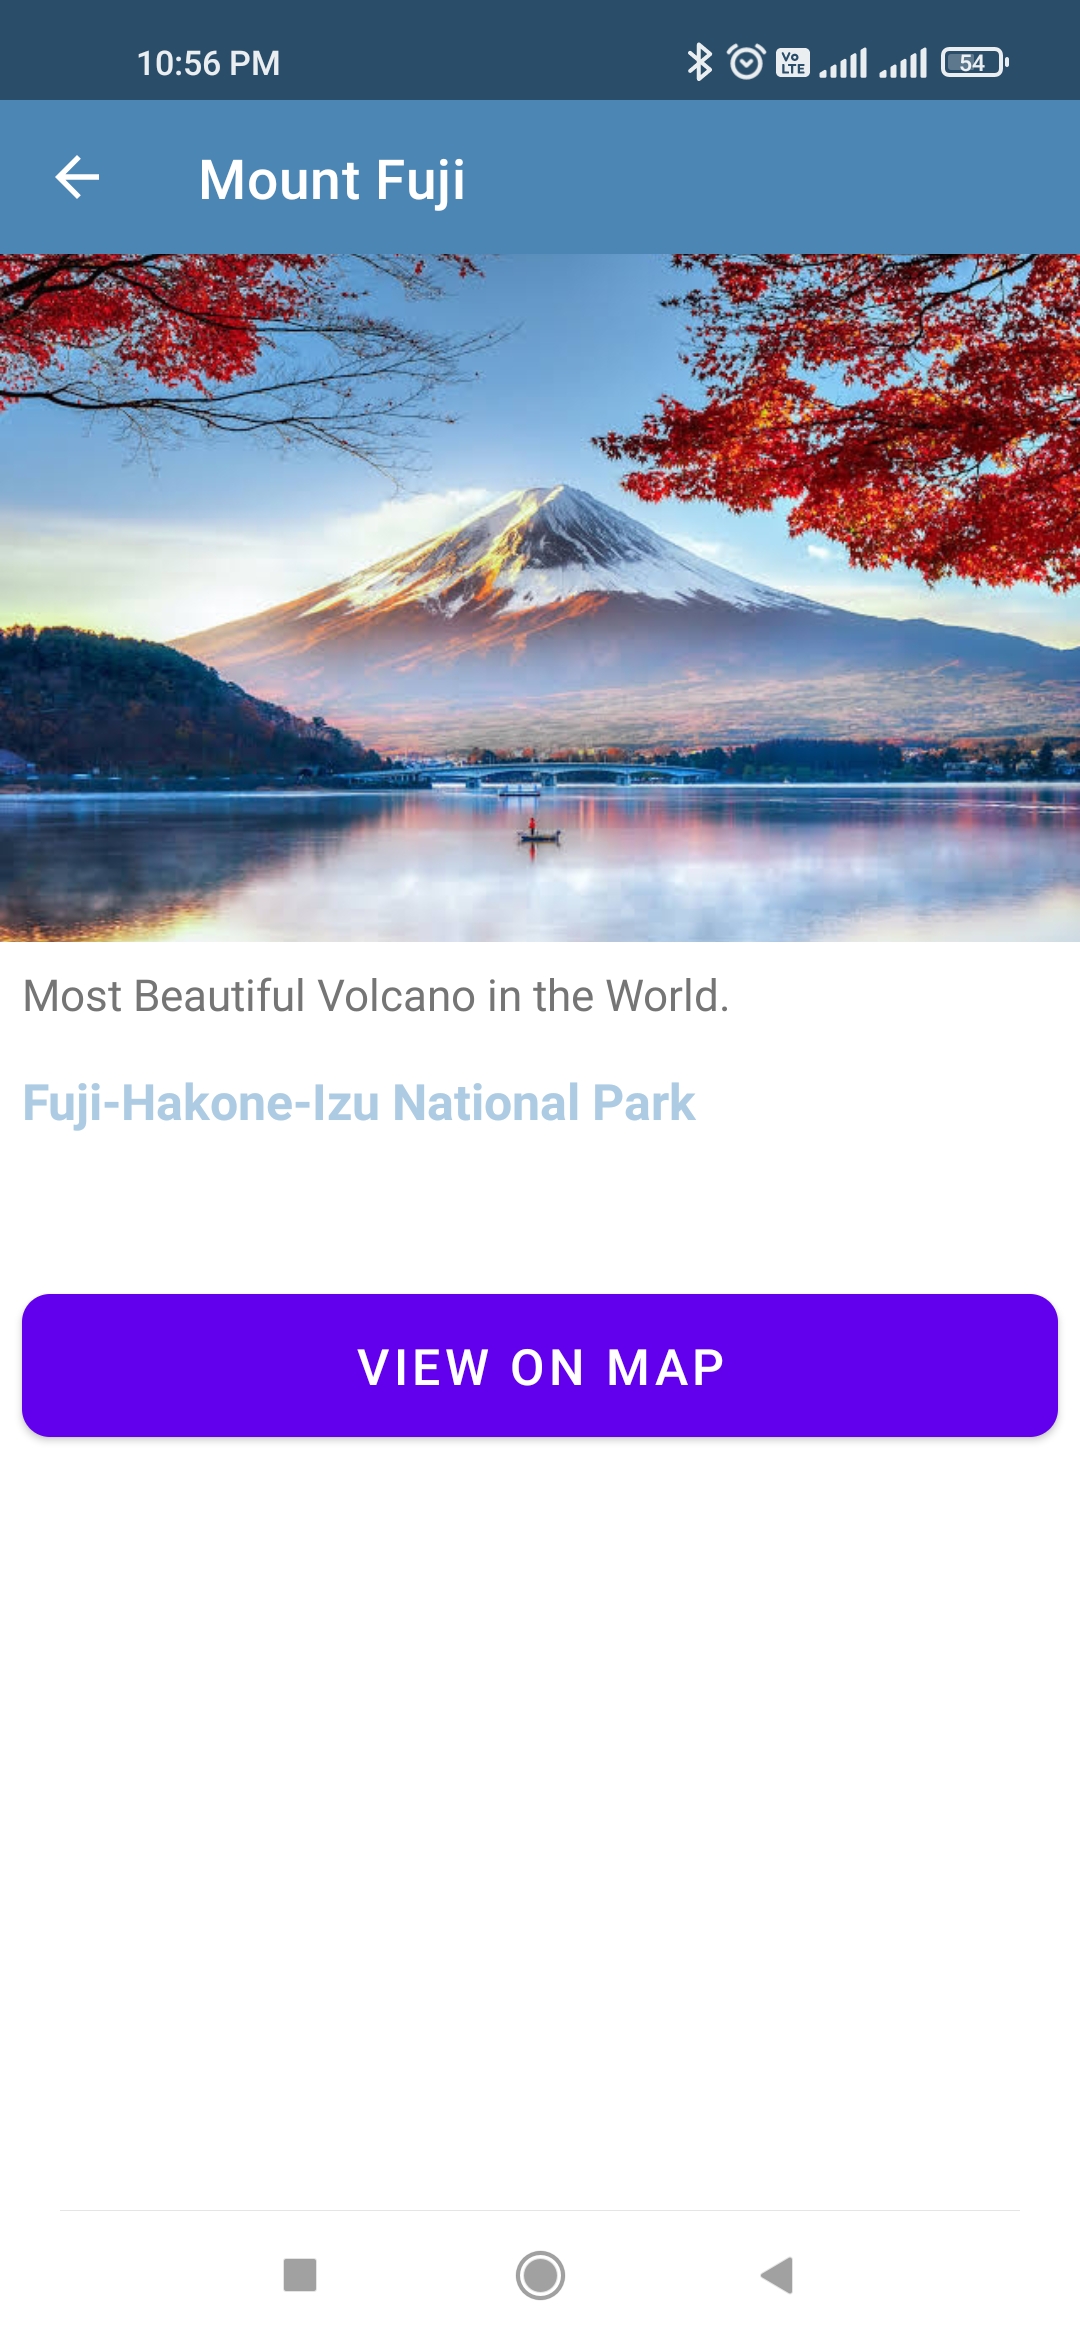 10:56 PM
Vo
LTE
54
Mount Fuji
Most Beautiful Volcano in the World.
Fuji-Hakone-Izu National Park
VIEW ON MAP